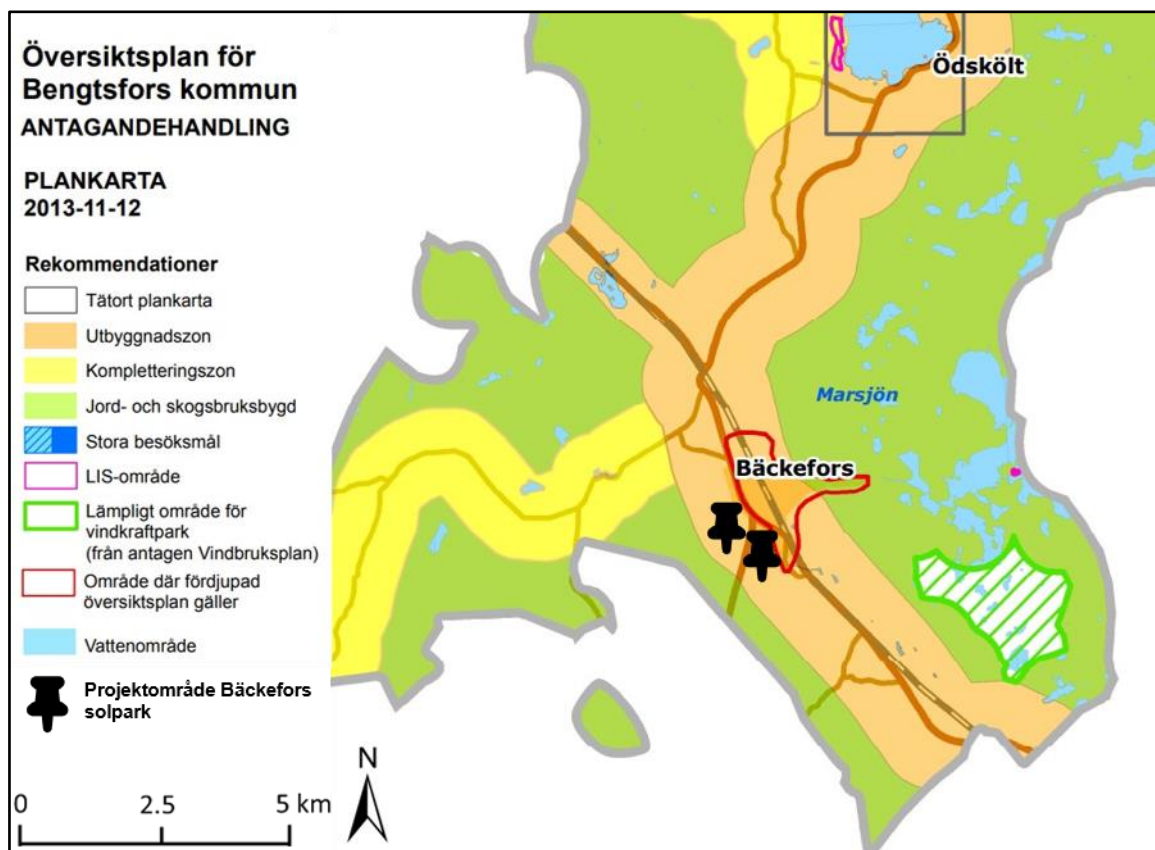 Översiktsplan för
Bengtsfors kommun
ANTAGANDEHANDLING
PLANKARTA
2013-11-12
Rekommendationer
Tätort plankarta
Utbyggnadszon
Kompletteringszon
Jord- och skogsbruksbygd
Stora besöksmål
LIS-område
Lämpligt område för
vindkraftpark
(från antagen Vindbruksplan)
Område där fördjupad
översiktsplan gäller
Vattenområde
Projektområde Bäckefors
solpark
0 2.5 5 km
N
Ödskölt
Marsjön
Bäckefors